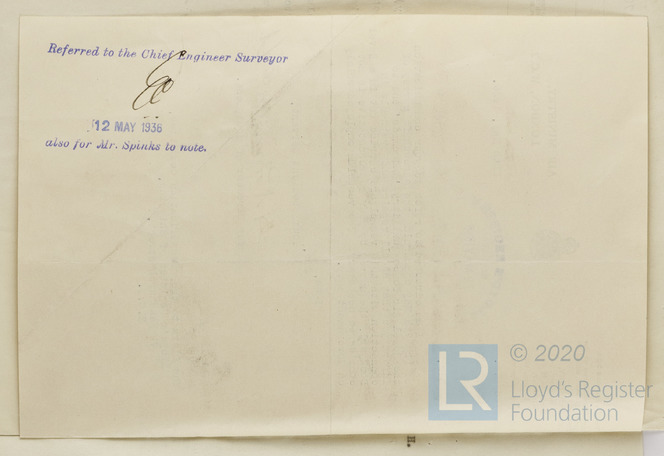 Referred to the Chief Engineer Surveyor
12 MAY 1936
also for Mr. Spinks to note.
LR
© 2020
Lloyd's Register
Foundation